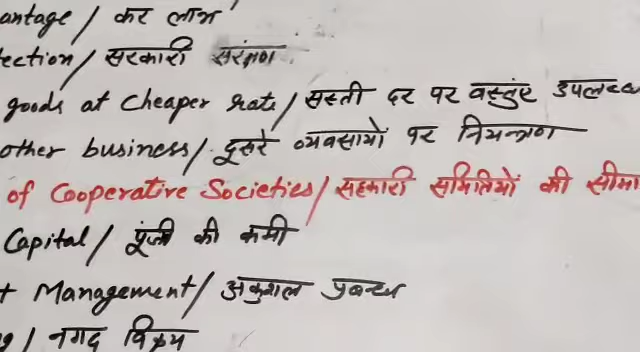 antage / कर लाभ
ection / सरकारी संरक्षण
goods at Cheaper rate / सस्ती दर पर वस्तुएं उपलब्ध
other business / दूसरे व्यवसायों पर नियन्त्रण
of Cooperative Societies / सहकारी समितियों की सीमा
Capital / पूंजी की कमी
t Management / अकुशल प्रबन्ध
g / नगद विक्रय